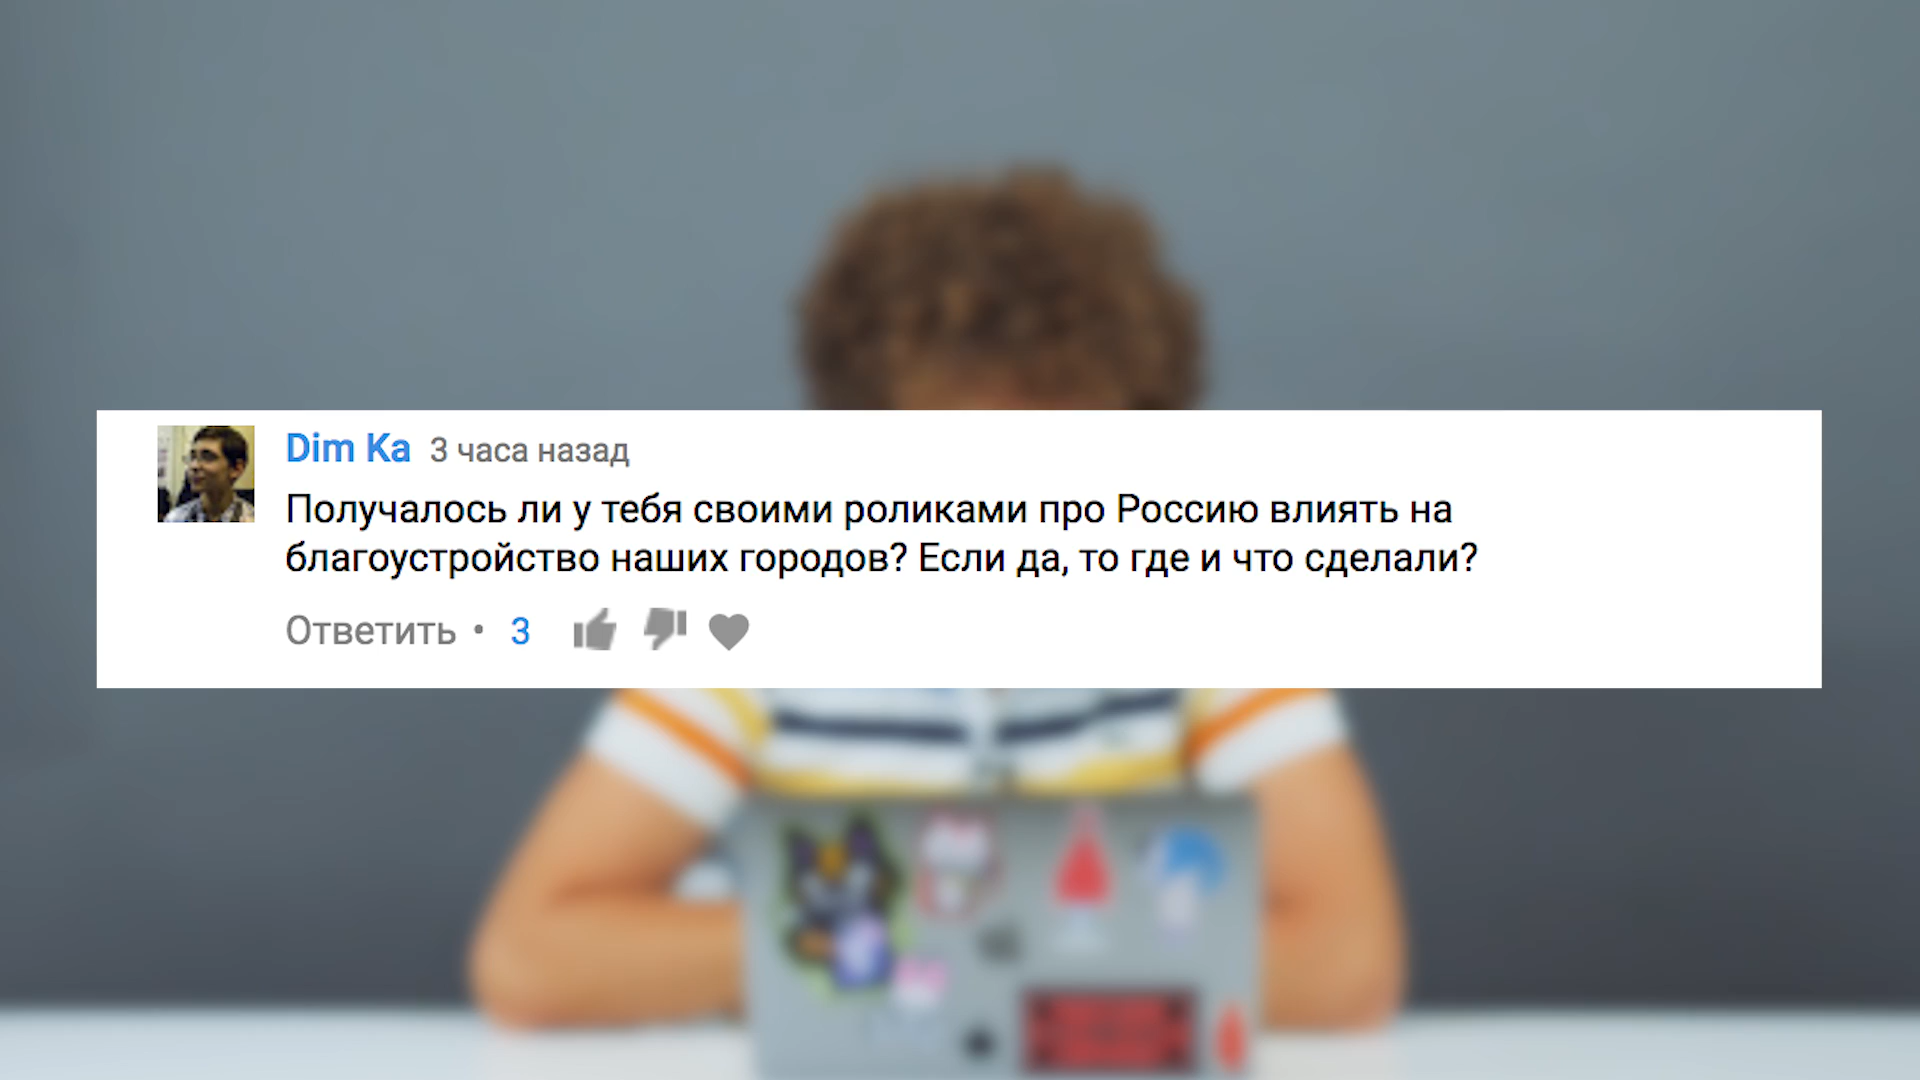 Dim Ka 3 часа назад
Получалось ли у тебя своими роликами про Россию влиять на
благоустройство наших городов? Если да, то где и что сделали?
Ответить • 3